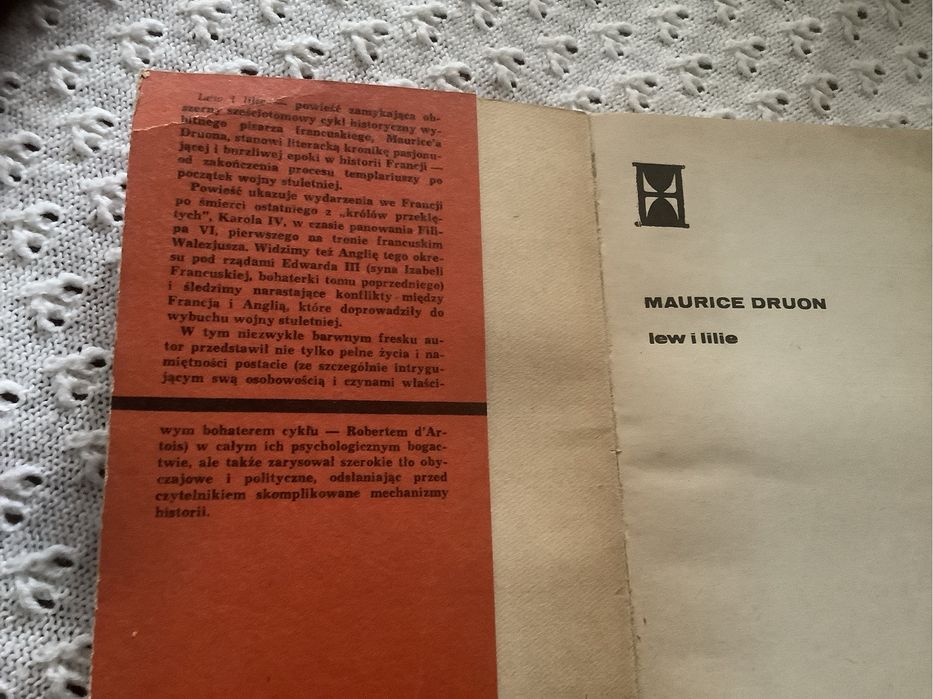 Lew i lilie — powieść zamykająca ob-
szerny sześciotomowy cykl historyczny wy-
bitnego pisarza francuskiego, Maurice'a
Druona, stanowi literacką kronikę pasjonu-
jącej i burzliwej epoki w historii Francji —
od zakończenia procesu templariuszy po
początek wojny stuletniej.
Powieść ukazuje wydarzenia we Francji
po śmierci ostatniego z „królów przeklę-
tych”, Karola IV, w czasie panowania Fili-
pa VI, pierwszego na tronie francuskim
Walezjusza. Widzimy też Anglię tego okre-
su pod rządami Edwarda III (syna Izabeli
Francuskiej, bohaterki tomu poprzedniego)
i śledzimy narastające konflikty między
Francją i Anglią, które doprowadziły do
wybuchu wojny stuletniej.
W tym niezwykle barwnym fresku au-
tor przedstawił nie tylko pełne życia i na-
miętności postacie (ze szczególnie intrygu-
jącym swą osobowością i czynami właści-
wym bohaterem cyklu — Robertem d'Ar-
tois) w całym ich psychologicznym bogac-
twie, ale także zarysował szerokie tło oby-
czajowe i polityczne, odsłaniając przed
czytelnikiem skomplikowane mechanizmy
historii.
MAURICE DRUON
lew i lilie